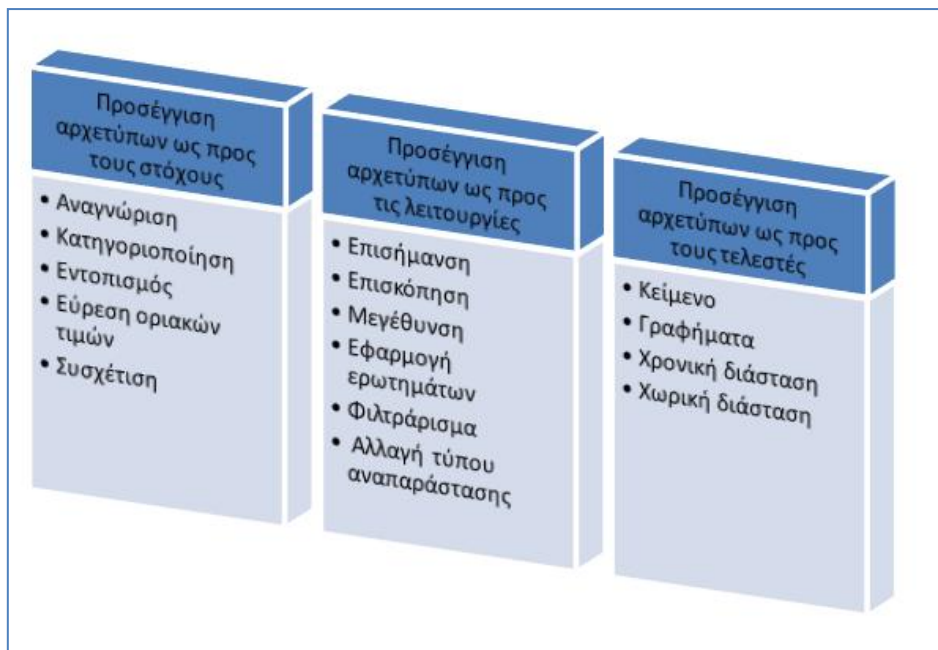 Προσέγγιση
αρχετύπων ως προς
τους στόχους
• Αναγνώριση
• Κατηγοριοποίηση
• Εντοπισμός
• Εύρεση οριακών
τιμών
• Συσχέτιση
Προσέγγιση
αρχετύπων ως προς
τις λειτουργίες
• Επισήμανση
• Επισκόπηση
• Μεγέθυνση
• Εφαρμογή
ερωτημάτων
• Φιλτράρισμα
• Αλλαγή τύπου
αναπαράστασης
Προσέγγιση
αρχετύπων ως προς
τους τελεστές
• Κείμενο
• Γραφήματα
• Χρονική διάσταση
• Χωρική διάσταση